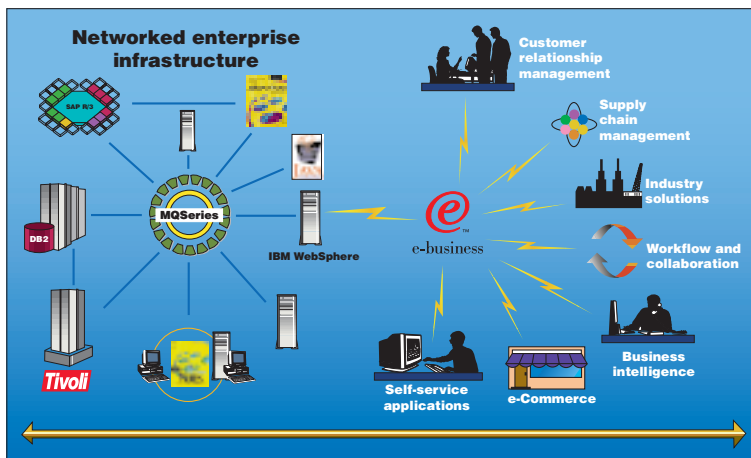 Networked enterprise
infrastructure
SAP R/3
MQSeries
DB2
IBM WebSphere
Tivoli
e
TM
e-business
Customer
relationship
management
Supply
chain
management
Industry
solutions
Workflow and
collaboration
Business
intelligence
e-Commerce
Self-service
applications